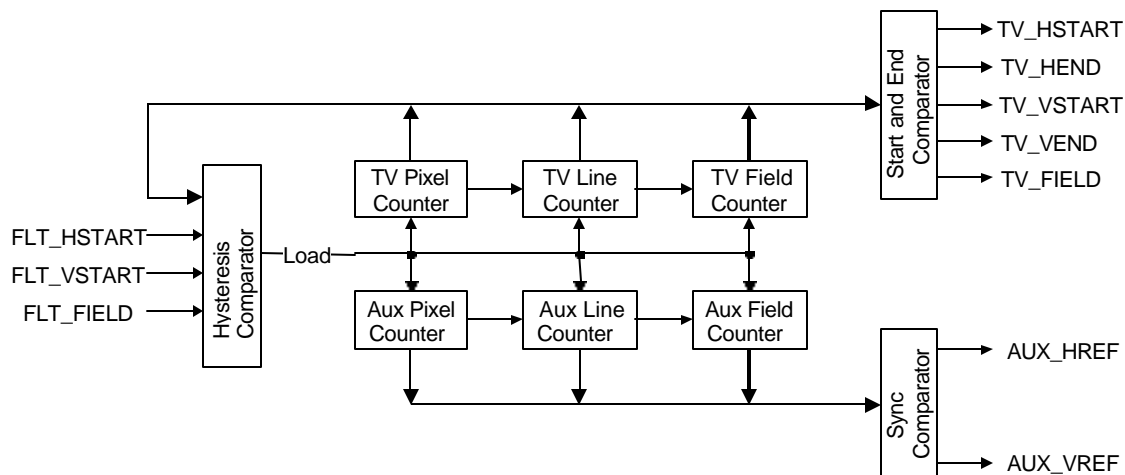 TV_HSTART
TV_HEND
TV_VSTART
TV_VEND
TV_FIELD
Start and End
Comparator
TV Pixel
Counter
TV Line
Counter
TV Field
Counter
FLT_HSTART
FLT_VSTART
FLT_FIELD
Hysteresis
Comparator
Load
Aux Pixel
Counter
Aux Line
Counter
Aux Field
Counter
Sync
Comparator
AUX_HREF
AUX_VREF